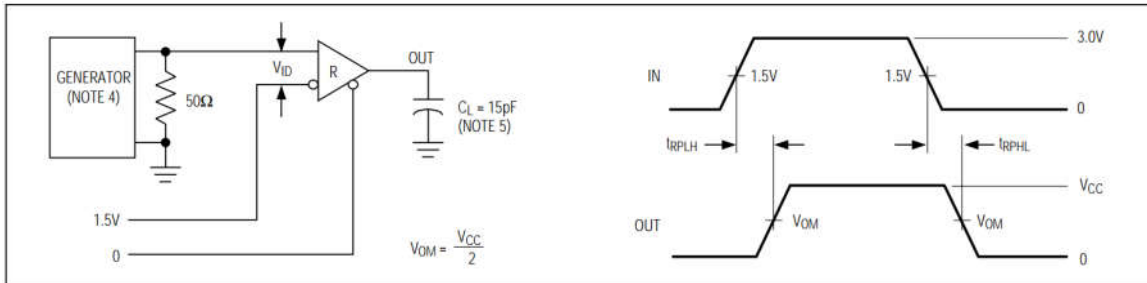 GENERATOR
(NOTE 4)
50Ω
VID
R
OUT
CL = 15pF
(NOTE 5)
1.5V
0
VOM = VCC
2
IN
3.0V
1.5V
1.5V
0
tRPLH
tRPHL
OUT
VCC
VOM
VOM
0